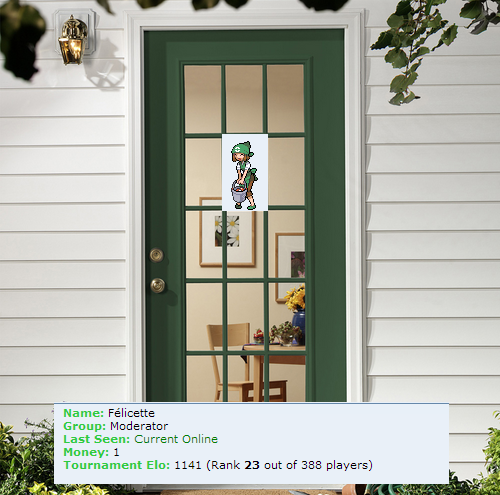 Name: Félicette
Group: Moderator
Last Seen: Current Online
Money: 1
Tournament Elo: 1141 (Rank 23 out of 388 players)